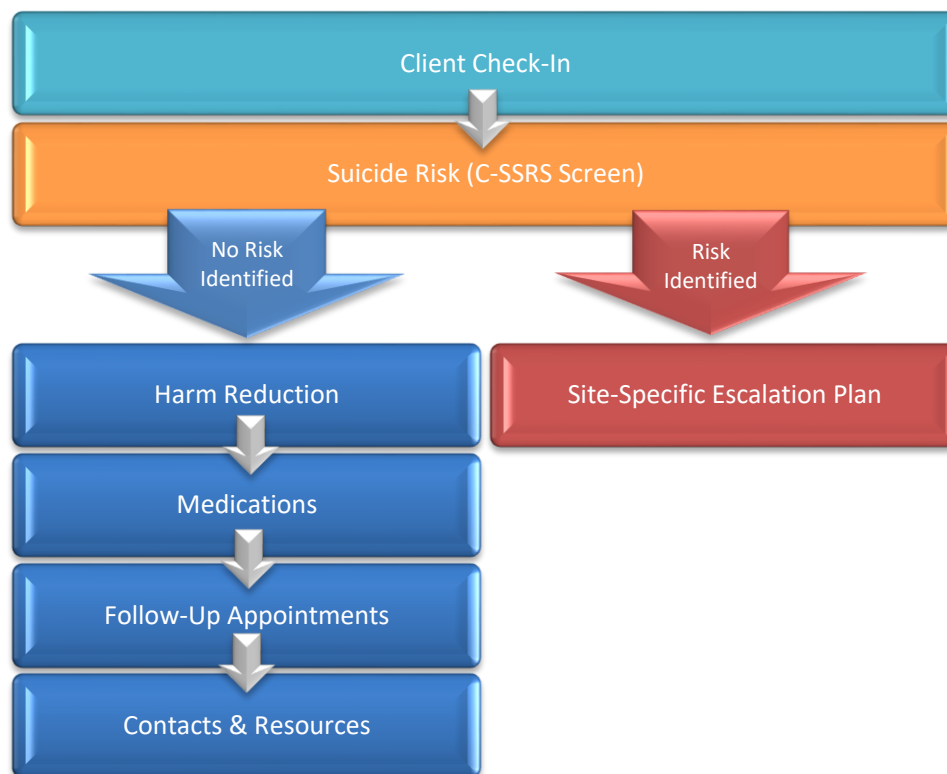 Client Check-In
Suicide Risk (C-SSRS Screen)
No Risk
Identified
Risk
Identified
Harm Reduction
Site-Specific Escalation Plan
Medications
Follow-Up Appointments
Contacts & Resources